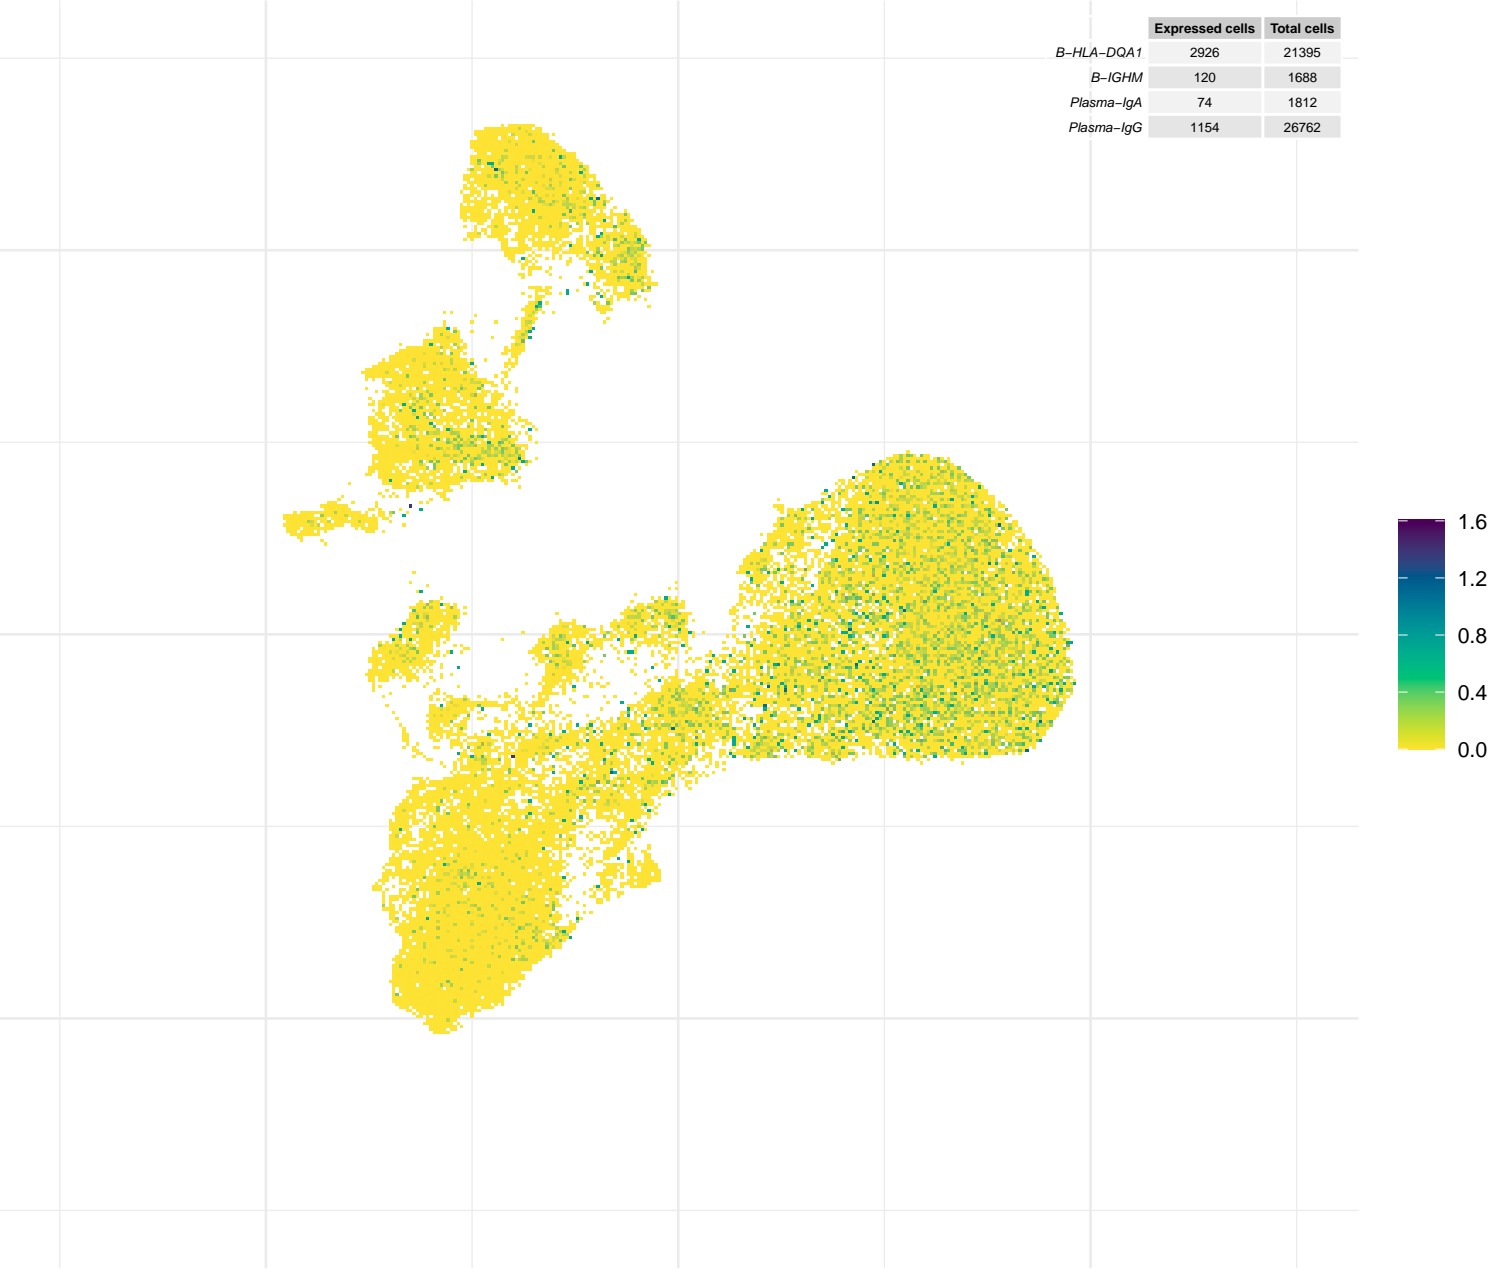 Expressed cells Total cells
B−HLA−DQA1 2926 21395
B−IGHM 120 1688
Plasma−IgA 74 1812
Plasma−IgG 1154 26762
1.6
1.2
0.8
0.4
0.0